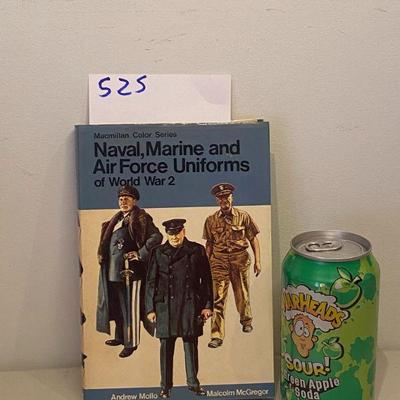 525
Macmillan Color Series
Naval, Marine and
Air Force Uniforms
of World War 2
Andrew Mollo
Malcolm McGregor
WARHEADS
SOUR!
Green Apple
Soda